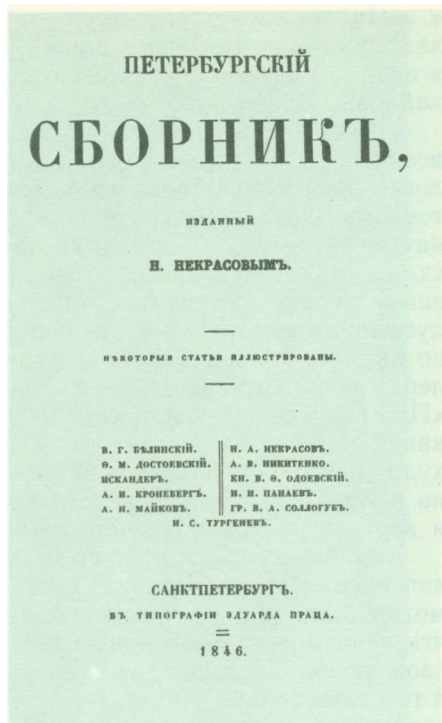 ПЕТЕРБУРГСКІЙ
СБОРНИКЪ,
ИЗДАННЫЙ
Н. НЕКРАСОВЫМЪ.
НѢКОТОРЫЯ СТАТЬИ ИЛЛЮСТРИРОВАНЫ.
В. Г. БѢЛИНСКІЙ.
Ѳ. М. ДОСТОЕВСКІЙ.
ИСКАНДЕРЪ.
А. И. КРОНЕБЕРГЪ.
А. Н. МАЙКОВЪ.
Н. А. НЕКРАСОВЪ.
А. В. НИКИТЕНКО.
КН. В. Ѳ. ОДОЕВСКІЙ.
И. И. ПАНАЕВЪ.
ГР. В. А. СОЛЛОГУБЪ.
И. С. ТУРГЕНЕВЪ.
САНКТПЕТЕРБУРГЪ.
ВЪ ТИПОГРАФІИ ЭДУАРДА ПРАЦА.
1846.